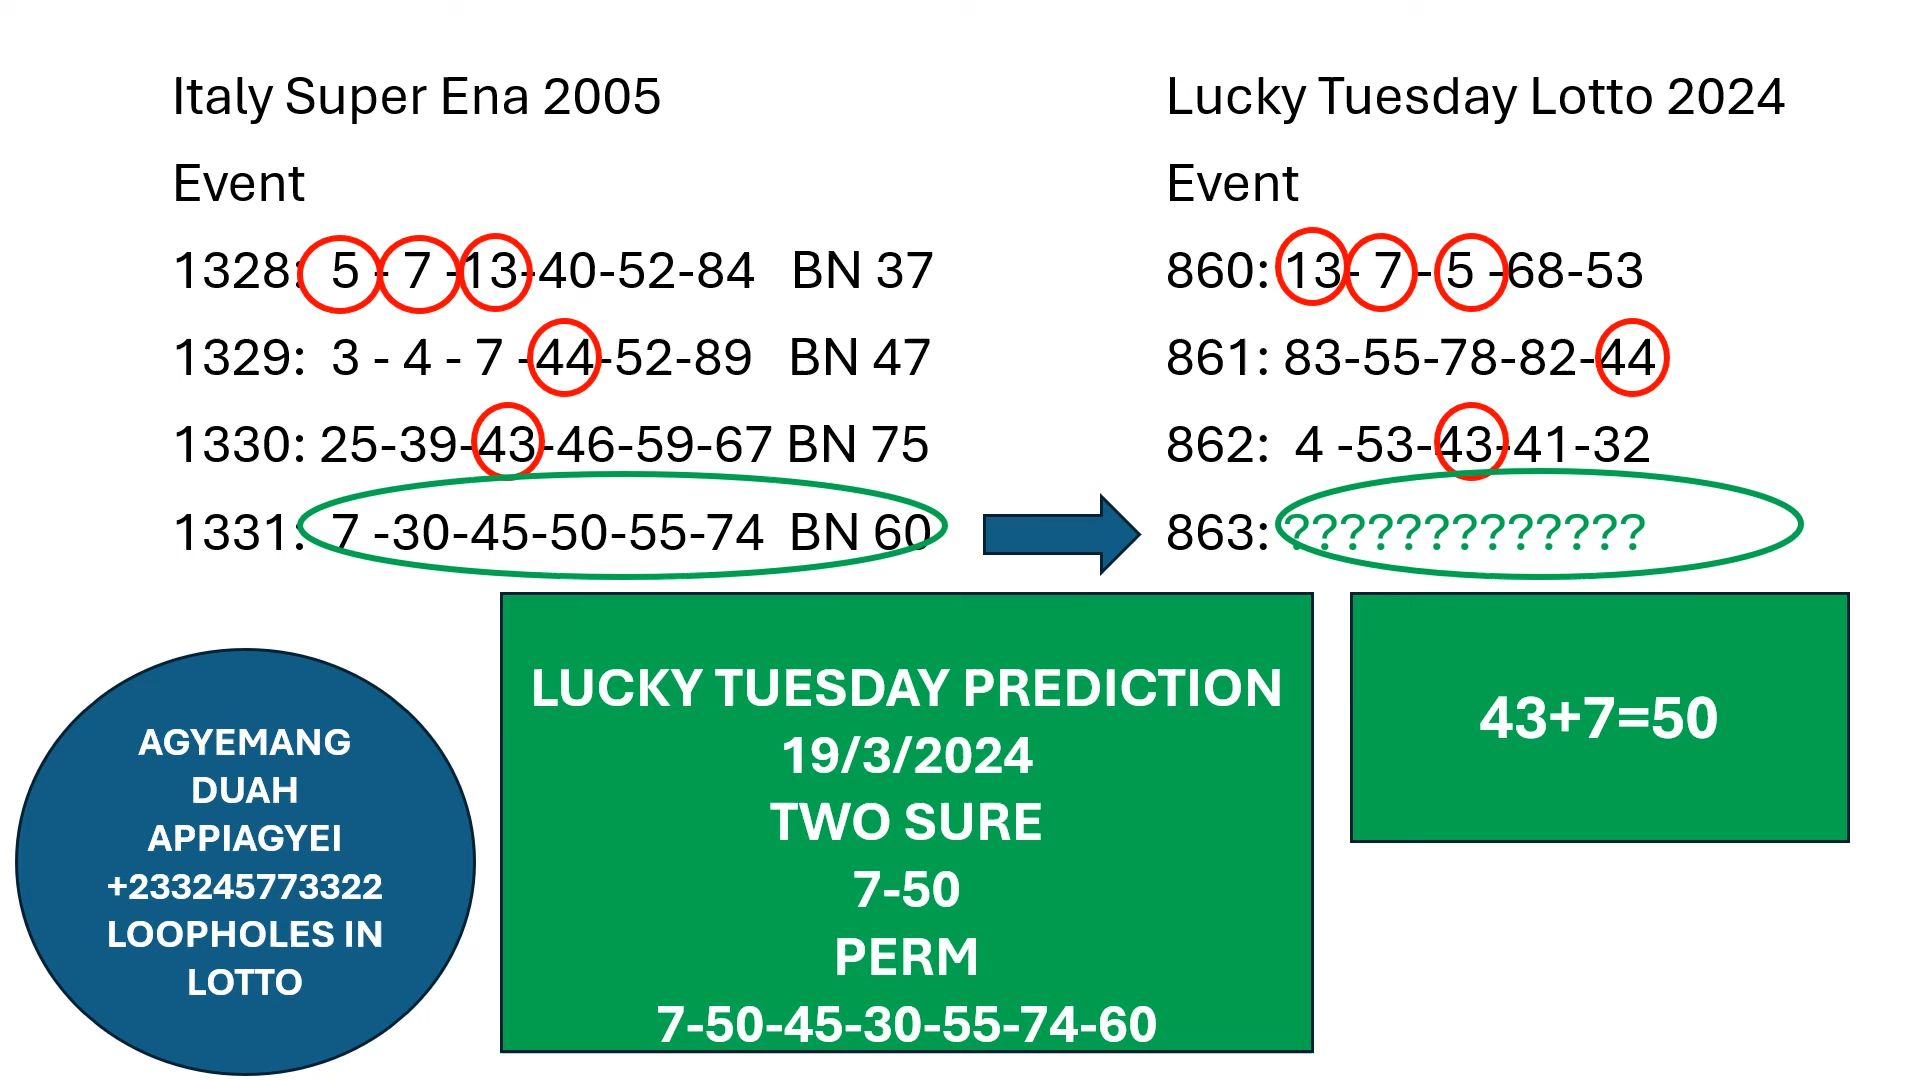 Italy Super Ena 2005
Event
1328: 5 - 7 -13-40-52-84 BN 37
1329: 3 - 4 - 7 -44-52-89 BN 47
1330: 25-39-43-46-59-67 BN 75
1331: 7 -30-45-50-55-74 BN 60
Lucky Tuesday Lotto 2024
Event
860: 13- 7 - 5 -68-53
861: 83-55-78-82-44
862: 4 -53-43-41-32
863: ?????????????
AGYEMANG
DUAH
APPIAGYEI
+233245773322
LOOPHOLES IN
LOTTO
LUCKY TUESDAY PREDICTION
19/3/2024
TWO SURE
7-50
PERM
7-50-45-30-55-74-60
43+7=50